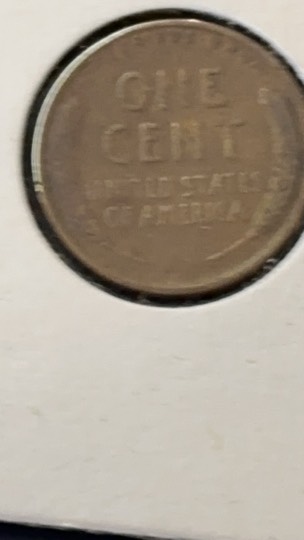 ONE
CENT
UNITED STATES
OF AMERICA